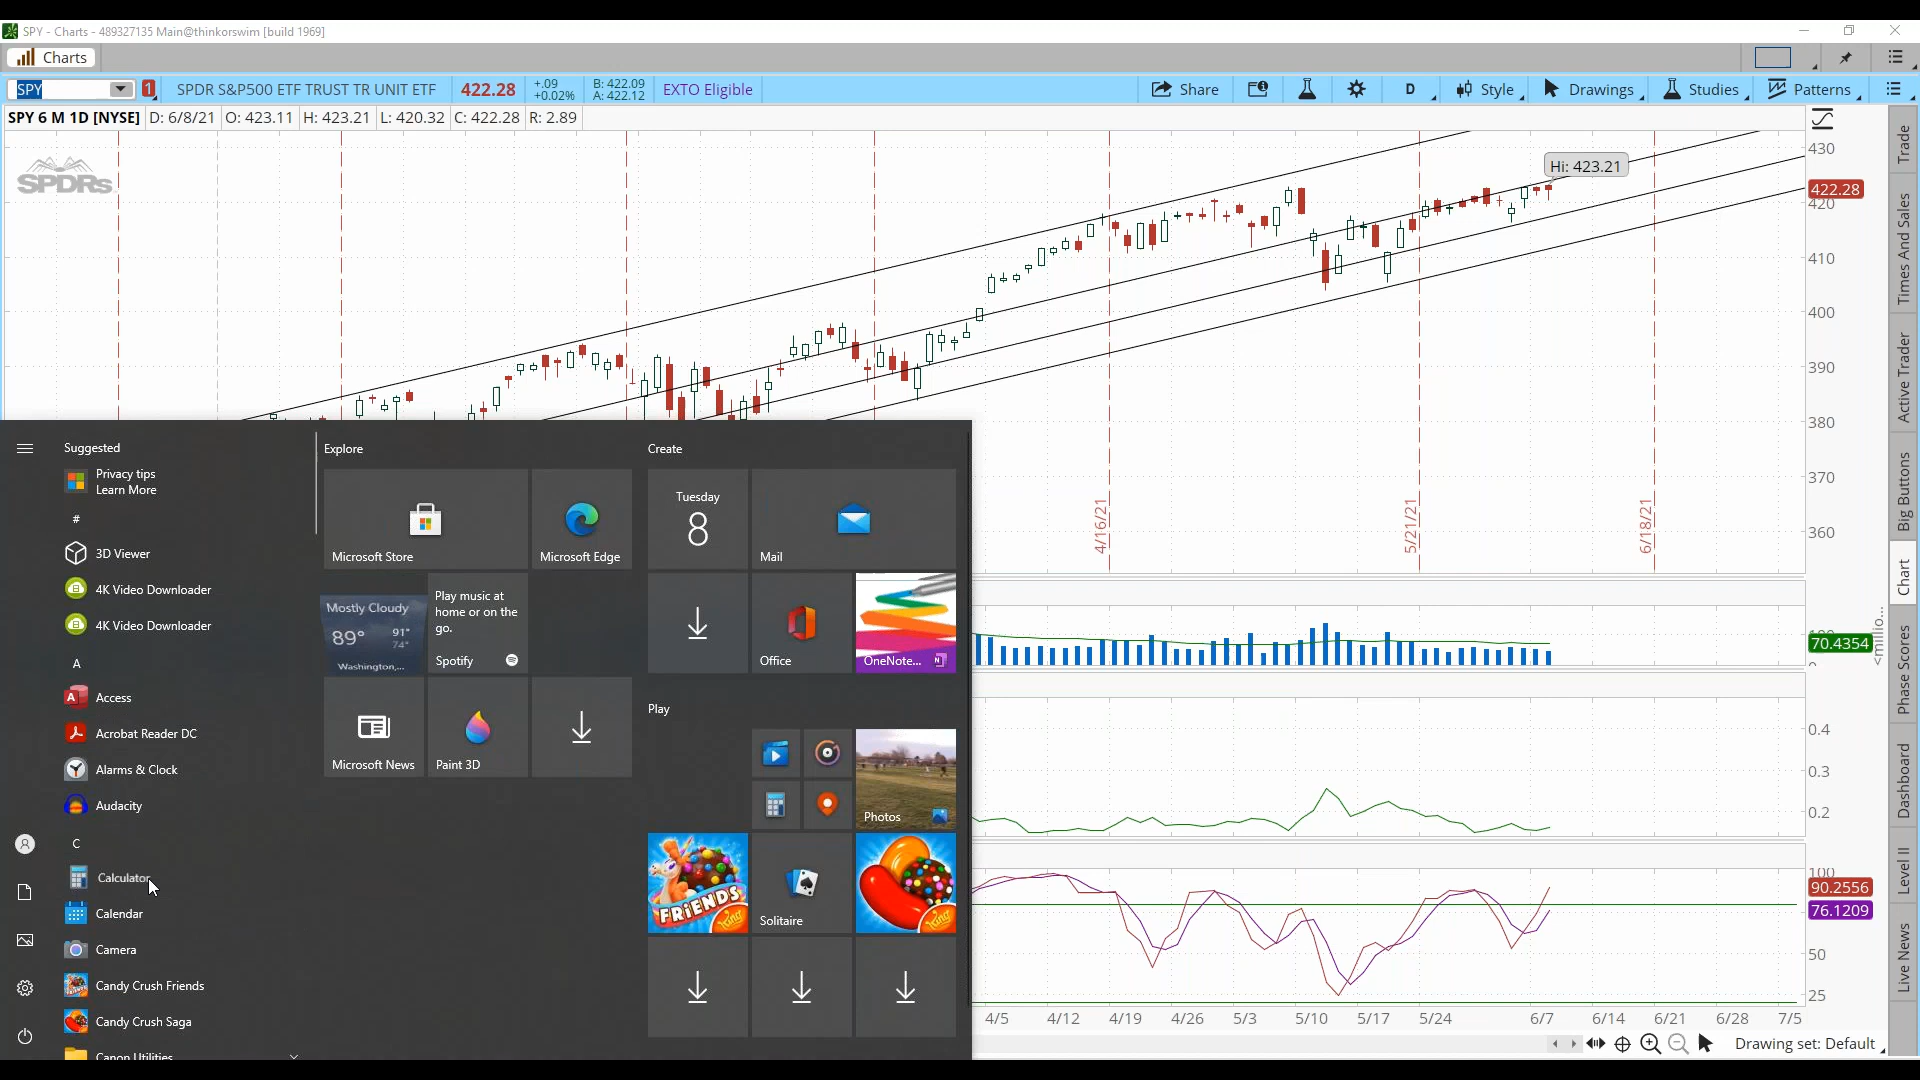 SPY - Charts - 489327135 Main@thinkorswim [build 1969]
Charts
SPY
1
SPDR S&P500 ETF TRUST TR UNIT ETF
422.28
+.09
+0.02%
B: 422.09
A: 422.12
EXTO Eligible
Share
D
Style
Drawings
Studies
Patterns
SPY 6 M 1D [NYSE]
D: 6/8/21
O: 423.11
H: 423.21
L: 420.32
C: 422.28
R: 2.89
SPDRs
Hi: 423.21
430
422.28
420
410
400
390
380
370
360
4/16/21
5/21/21
6/18/21
70.4354
<millio...
0.4
0.3
0.2
100
90.2556
76.1209
50
25
4/5
4/12
4/19
4/26
5/3
5/10
5/17
5/24
6/7
6/14
6/21
6/28
7/5
Drawing set: Default
Trade
Times And Sales
Active Trader
Big Buttons
Chart
Phase Scores
Dashboard
Level II
Live News
Suggested
Privacy tips
Learn More
#
3D Viewer
4K Video Downloader
4K Video Downloader
A
Access
Acrobat Reader DC
Alarms & Clock
Audacity
C
Calculator
Calendar
Camera
Candy Crush Friends
Candy Crush Saga
Canon Utilities
Explore
Microsoft Store
Microsoft Edge
Mostly Cloudy
89°
91°
74°
Washington,...
Play music at
home or on the
go.
Spotify
Microsoft News
Paint 3D
Create
Tuesday
8
Mail
Office
OneNote...
Play
Photos
FRIENDS
King
Solitaire
King